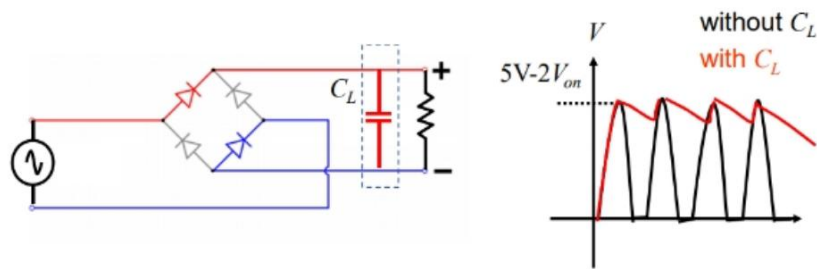 C_L
+
−
V
5V-2V_on
without C_L
with C_L